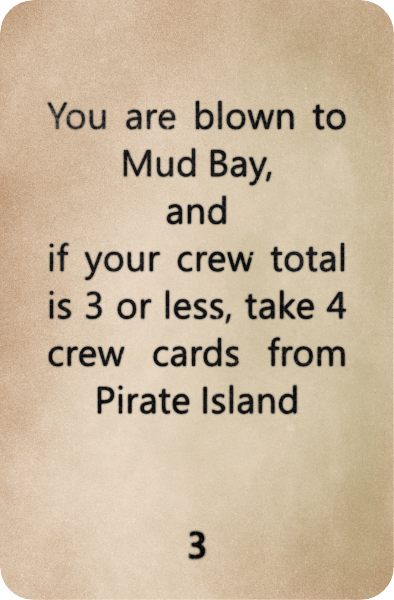 You are blown to
Mud Bay,
and
if your crew total
is 3 or less, take 4
crew cards from
Pirate Island
3